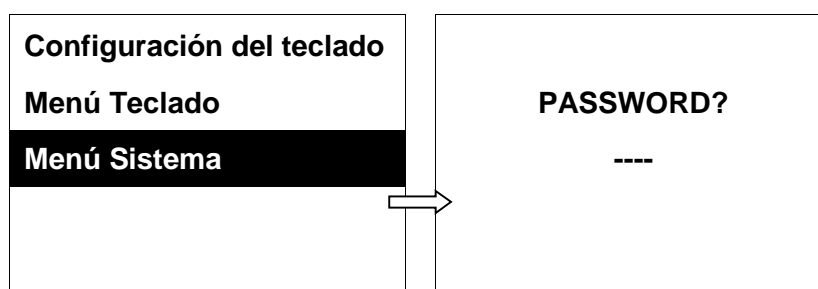 Configuración del teclado
Menú Teclado
Menú Sistema
PASSWORD?
----